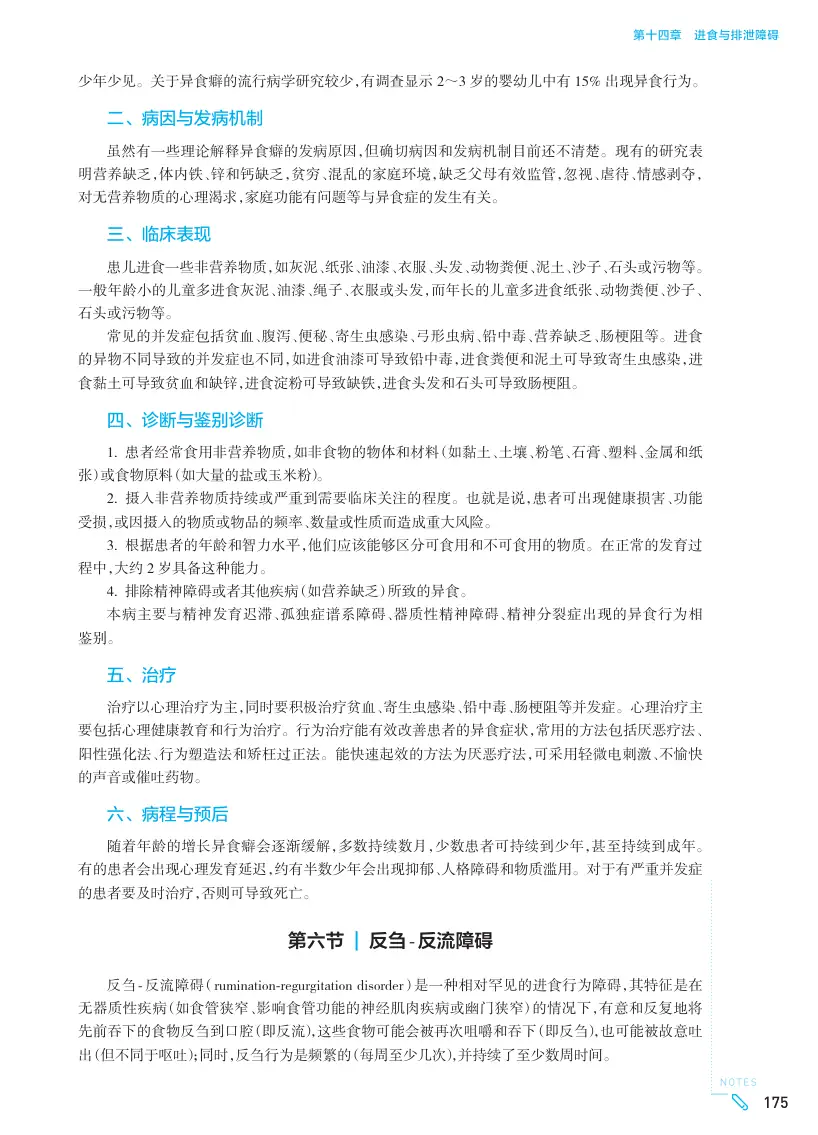 第十四章 进食与排泄障碍
少年少见。关于异食癖的流行病学研究较少,有调查显示 2～3 岁的婴幼儿中有 15% 出现异食行为。
二、病因与发病机制
虽然有一些理论解释异食癖的发病原因,但确切病因和发病机制目前还不清楚。现有的研究表
明营养缺乏,体内铁、锌和钙缺乏,贫穷、混乱的家庭环境,缺乏父母有效监管,忽视、虐待、情感剥夺,
对无营养物质的心理渴求,家庭功能有问题等与异食症的发生有关。
三、临床表现
患儿进食一些非营养物质,如灰泥、纸张、油漆、衣服、头发、动物粪便、泥土、沙子、石头或污物等。
一般年龄小的儿童多进食灰泥、油漆、绳子、衣服或头发,而年长的儿童多进食纸张、动物粪便、沙子、
石头或污物等。
常见的并发症包括贫血、腹泻、便秘、寄生虫感染、弓形虫病、铅中毒、营养缺乏、肠梗阻等。进食
的异物不同导致的并发症也不同,如进食油漆可导致铅中毒,进食粪便和泥土可导致寄生虫感染,进
食黏土可导致贫血和缺锌,进食淀粉可导致缺铁,进食头发和石头可导致肠梗阻。
四、诊断与鉴别诊断
1. 患者经常食用非营养物质,如非食物的物体和材料(如黏土、土壤、粉笔、石膏、塑料、金属和纸
张)或食物原料(如大量的盐或玉米粉)。
2. 摄入非营养物质持续或严重到需要临床关注的程度。也就是说,患者可出现健康损害、功能
受损,或因摄入的物质或物品的频率、数量或性质而造成重大风险。
3. 根据患者的年龄和智力水平,他们应该能够区分可食用和不可食用的物质。在正常的发育过
程中,大约 2 岁具备这种能力。
4. 排除精神障碍或者其他疾病(如营养缺乏)所致的异食。
本病主要与精神发育迟滞、孤独症谱系障碍、器质性精神障碍、精神分裂症出现的异食行为相
鉴别。
五、治疗
治疗以心理治疗为主,同时要积极治疗贫血、寄生虫感染、铅中毒、肠梗阻等并发症。心理治疗主
要包括心理健康教育和行为治疗。行为治疗能有效改善患者的异食症状,常用的方法包括厌恶疗法、
阳性强化法、行为塑造法和矫枉过正法。能快速起效的方法为厌恶疗法,可采用轻微电刺激、不愉快
的声音或催吐药物。
六、病程与预后
随着年龄的增长异食癖会逐渐缓解,多数持续数月,少数患者可持续到少年,甚至持续到成年。
有的患者会出现心理发育延迟,约有半数少年会出现抑郁、人格障碍和物质滥用。对于有严重并发症
的患者要及时治疗,否则可导致死亡。
第六节 | 反刍-反流障碍
反刍-反流障碍(rumination-regurgitation disorder)是一种相对罕见的进食行为障碍,其特征是在
无器质性疾病(如食管狭窄、影响食管功能的神经肌肉疾病或幽门狭窄)的情况下,有意和反复地将
先前吞下的食物反刍到口腔(即反流),这些食物可能会被再次咀嚼和吞下(即反刍),也可能被故意吐
出(但不同于呕吐);同时,反刍行为是频繁的(每周至少几次),并持续了至少数周时间。
NOTES
175